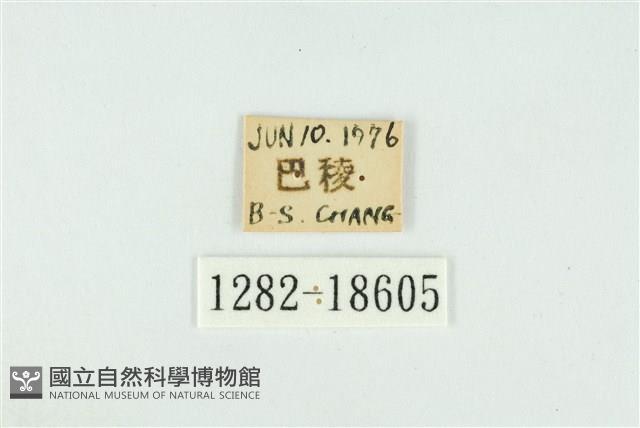 JUN 10. 1976
巴稜
B-S. CHANG
1282-18605
國立自然科學博物館
NATIONAL MUSEUM OF NATURAL SCIENCE